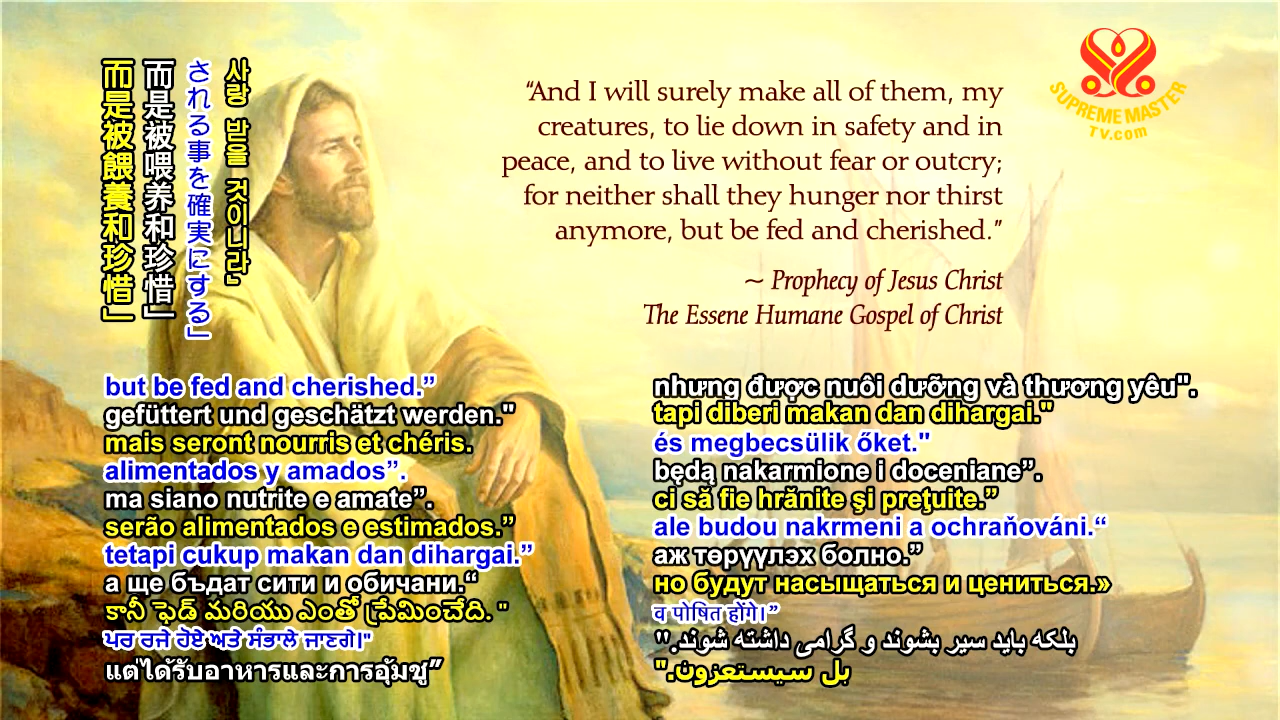 “And I will surely make all of them, my
creatures, to lie down in safety and in
peace, and to live without fear or outcry;
for neither shall they hunger nor thirst
anymore, but be fed and cherished.”
~ Prophecy of Jesus Christ
The Essene Humane Gospel of Christ
SUPREME MASTER
TV.com
而是被餵養和珍惜」
而是被喂养和珍惜」
される事を確実にする」
사랑 받을 것이니라』
but be fed and cherished.”
gefüttert und geschätzt werden."
mais seront nourris et chéris.
alimentados y amados”.
ma siano nutrite e amate”.
serão alimentados e estimados.”
tetapi cukup makan dan dihargai.”
а ще бъдат сити и обичани.“
కానీ ఫెడ్ మరియు ఎంతో ప్రేమించేది. "
ਪਰ ਰਜੇ ਹੋਏ ਅਤੇ ਸੰਭਾਲੇ ਜਾਣਗੇ।"
แต่ได้รับอาหารและการอุ้มชู”
nhưng được nuôi dưỡng và thương yêu".
tapi diberi makan dan dihargai."
és megbecsülik őket."
będą nakarmione i doceniane”.
ci să fie hrănite şi preţuite.”
ale budou nakrmeni a ochraňováni.“
аж төрүүлэх болно.”
но будут насыщаться и цениться.»
व पोषित होंगे।”
بلکه باید سیر بشوند و گرامی داشته شوند."
بل سيستعزون."